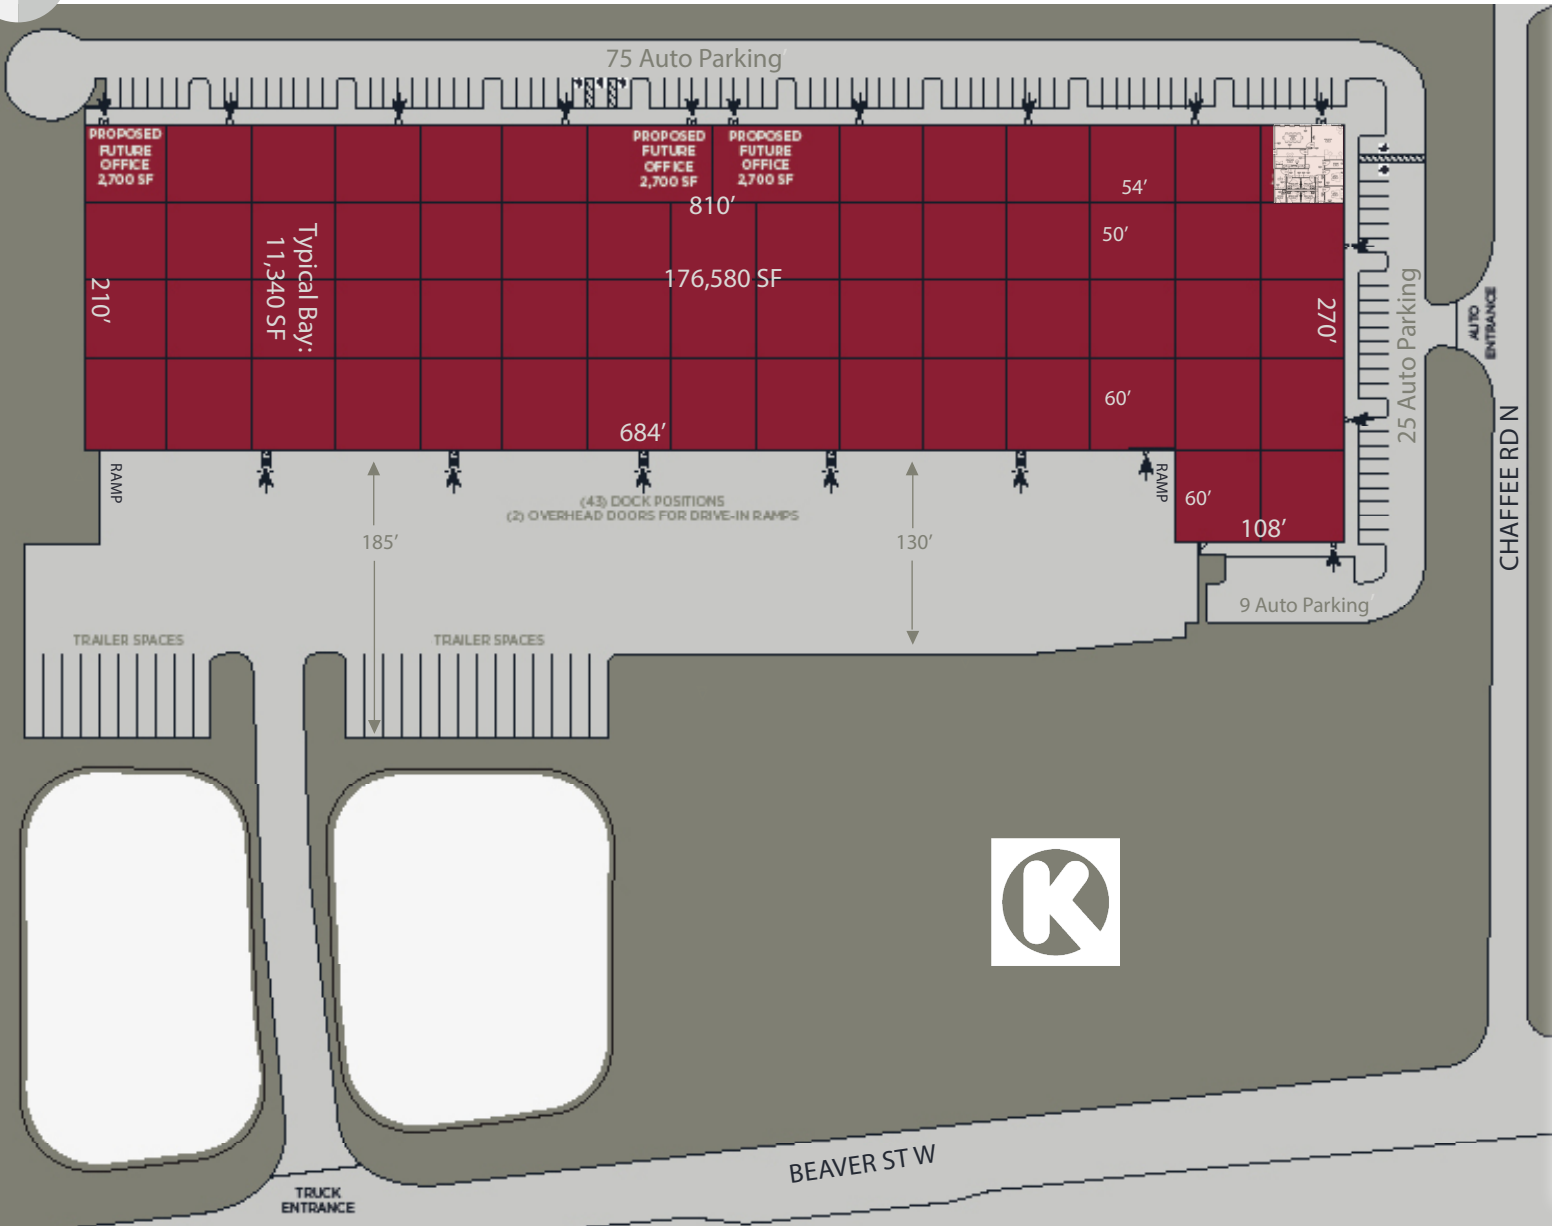 75 Auto Parking
PROPOSED
FUTURE
OFFICE
2,700 SF
PROPOSED
FUTURE
OFFICE
2,700 SF
PROPOSED
FUTURE
OFFICE
2,700 SF
54’
810’
50’
Typical Bay:
11,340 SF
176,580 SF
210’
270’
25 Auto Parking
AUTO
ENTRANCE
60’
684’
CHAFFEE RD N
RAMP
RAMP
(43) DOCK POSITIONS
(2) OVERHEAD DOORS FOR DRIVE-IN RAMPS
60’
108’
185’
130’
9 Auto Parking
TRAILER SPACES
TRAILER SPACES
K
BEAVER ST W
TRUCK
ENTRANCE